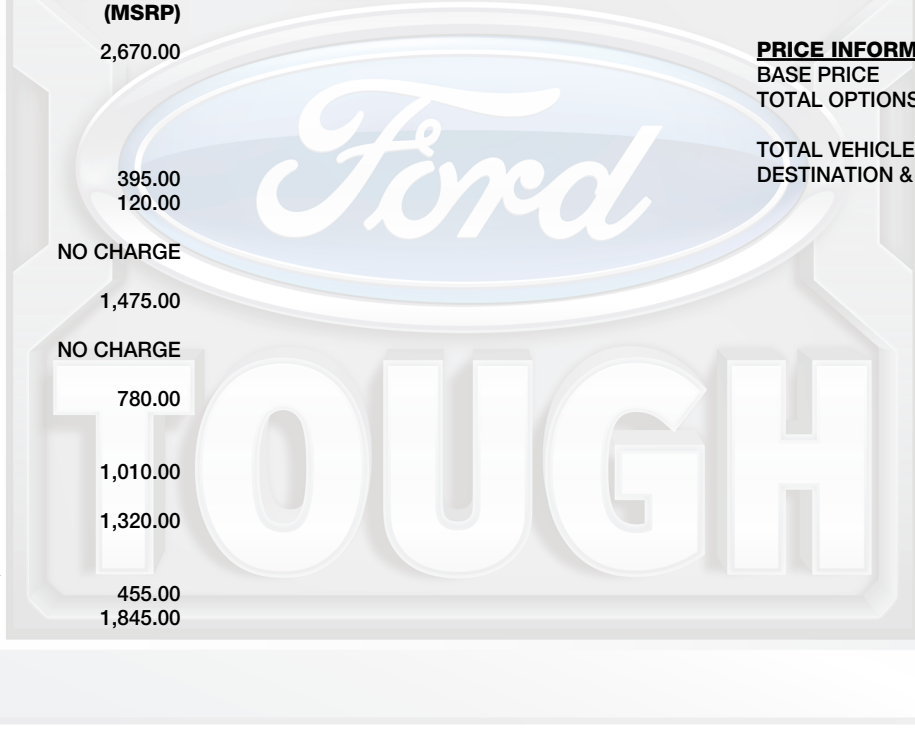 (MSRP)
2,670.00
395.00
120.00
NO CHARGE
1,475.00
NO CHARGE
780.00
1,010.00
1,320.00
455.00
1,845.00
PRICE INFORM
BASE PRICE
TOTAL OPTIONS
TOTAL VEHICLE
DESTINATION &
Ford
TOUGH